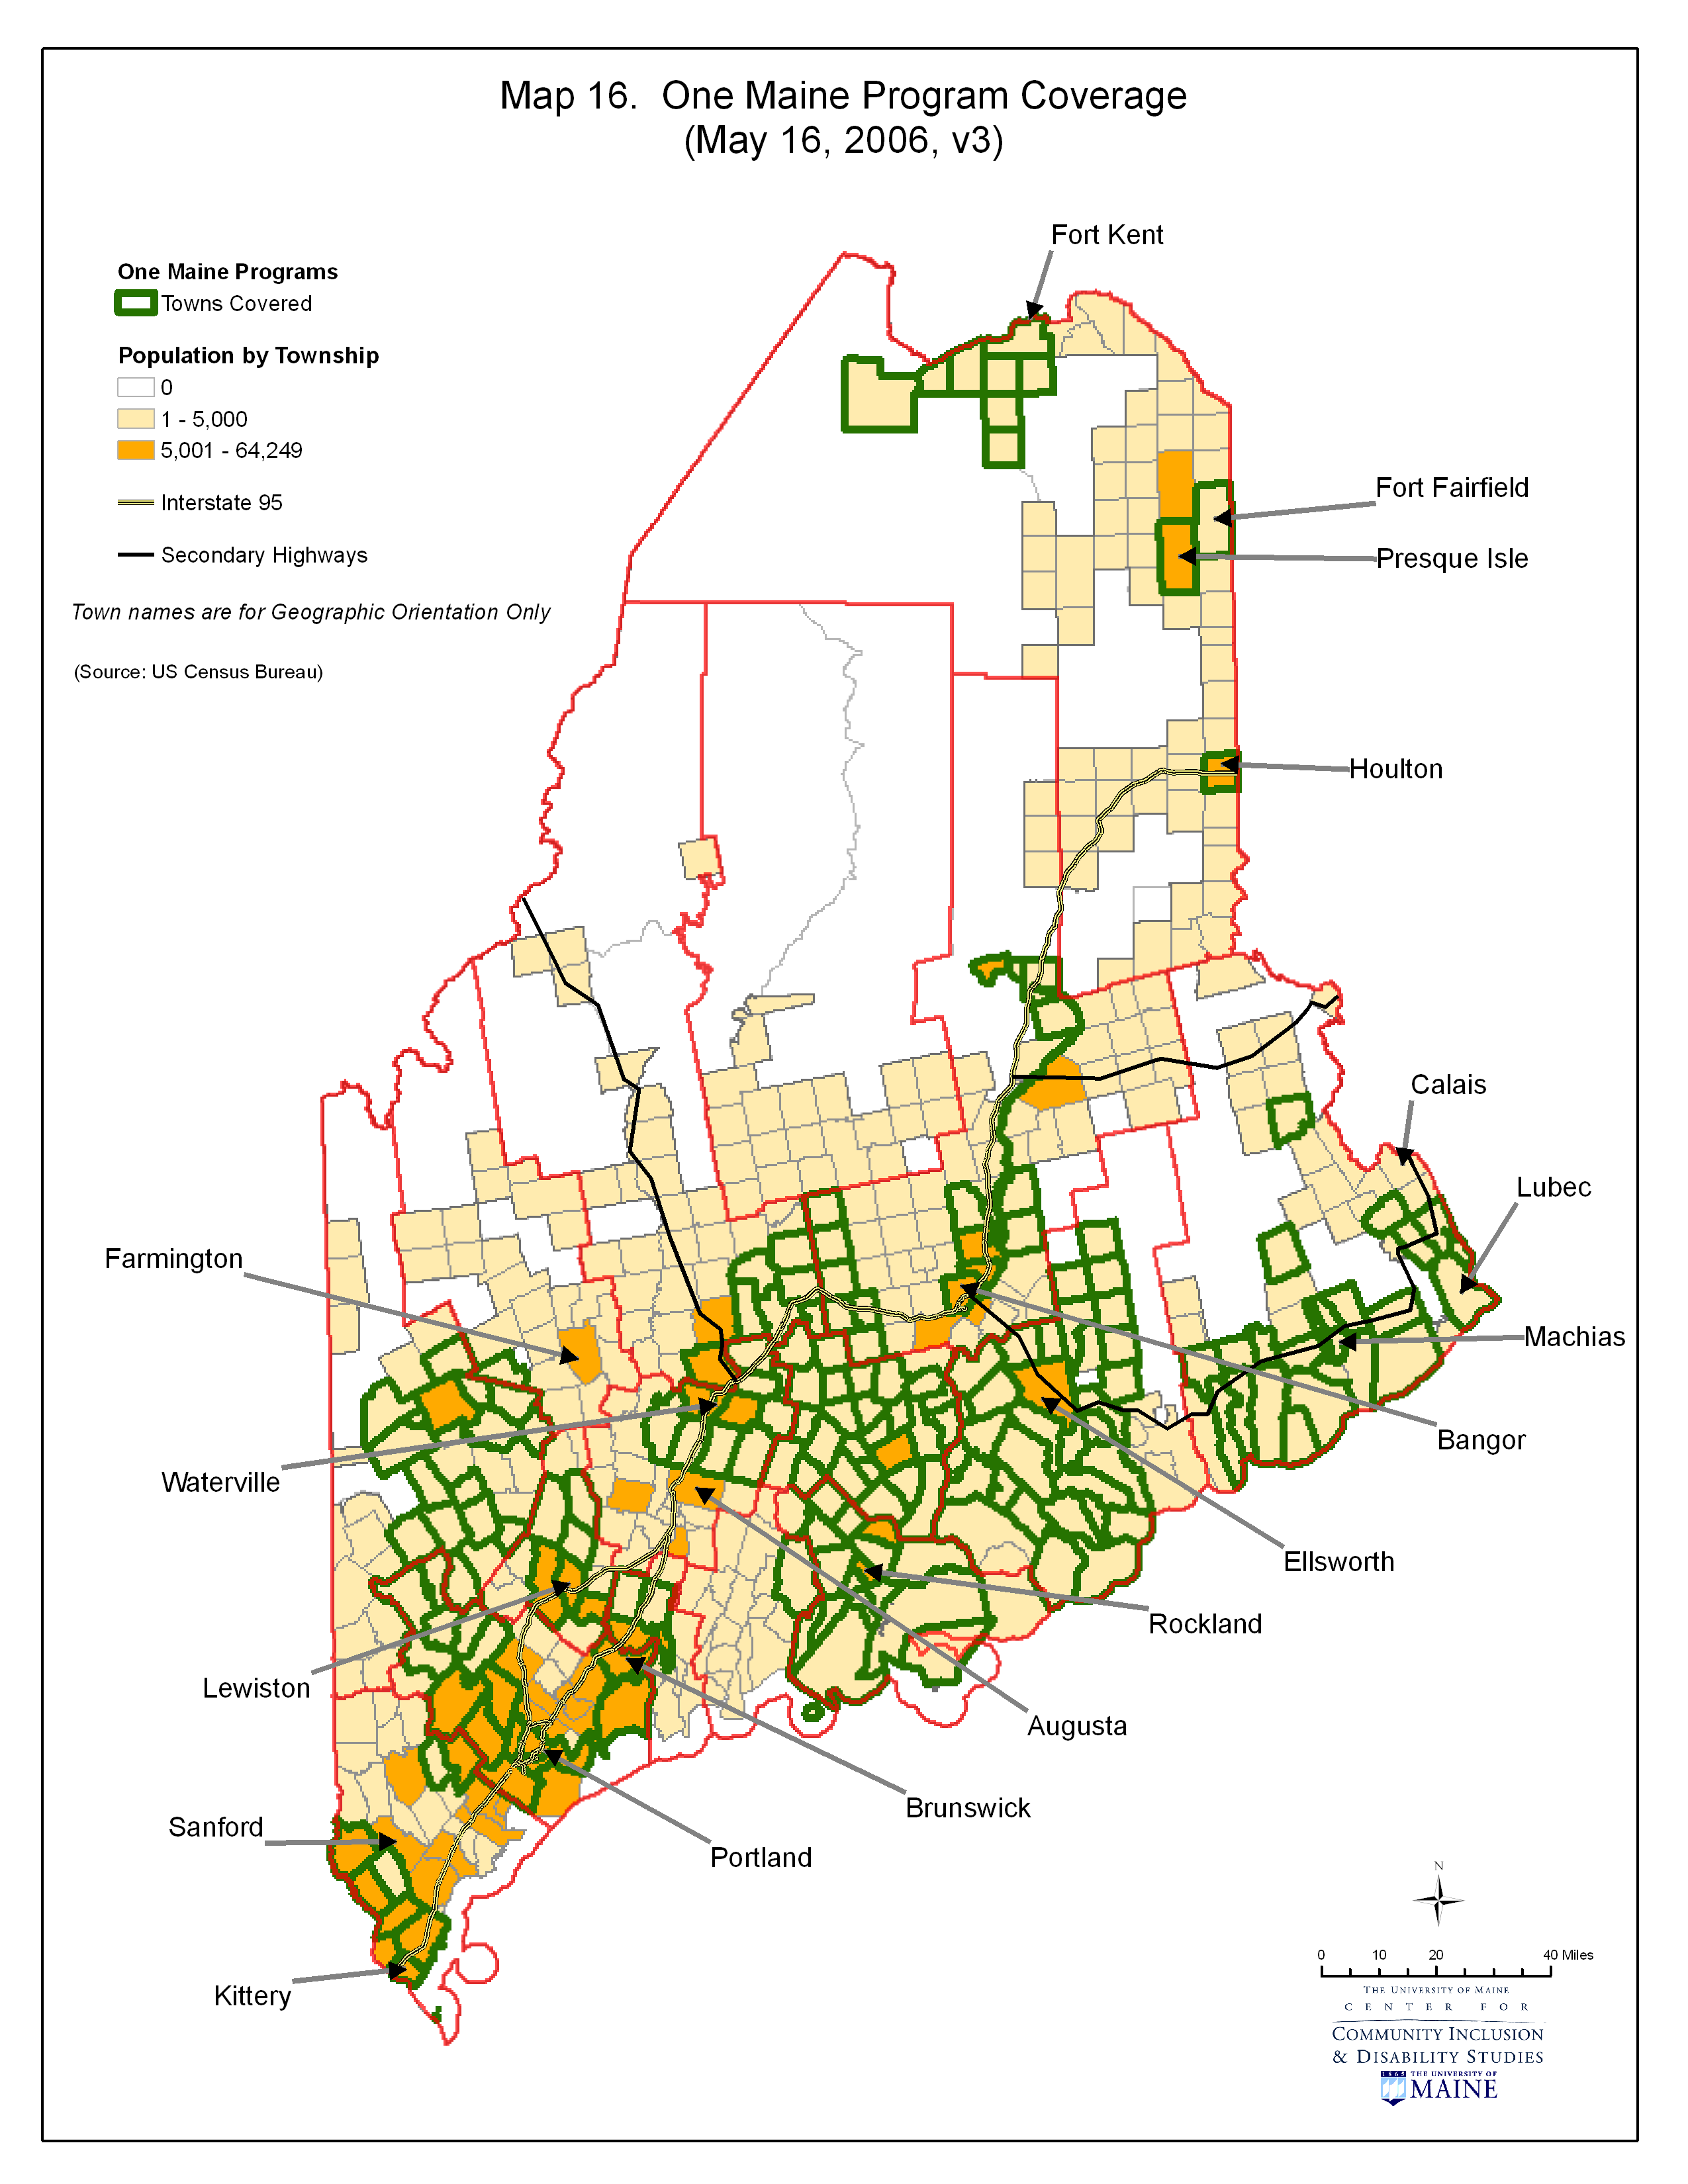 Map 16. One Maine Program Coverage
(May 16, 2006, v3)
Fort Kent
One Maine Programs
Towns Covered
Population by Township
0
1 - 5,000
5,001 - 64,249
Interstate 95
Secondary Highways
Town names are for Geographic Orientation Only
(Source: US Census Bureau)
Fort Fairfield
Presque Isle
Houlton
Calais
Lubec
Farmington
Machias
Bangor
Waterville
Ellsworth
Rockland
Lewiston
Augusta
Brunswick
Sanford
Portland
Kittery
N
0 10 20 40 Miles
THE UNIVERSITY OF MAINE
CENTER FOR
COMMUNITY INCLUSION
& DISABILITY STUDIES
1865 THE UNIVERSITY OF
MAINE